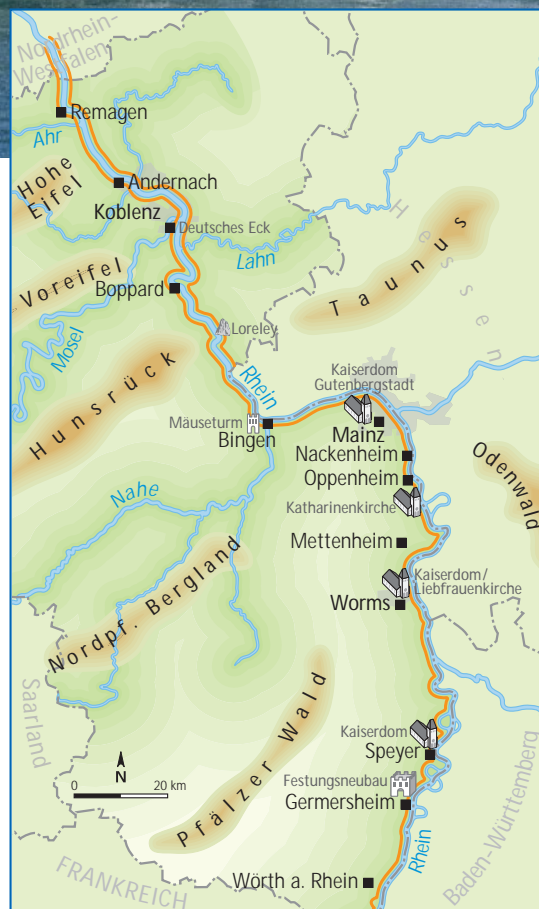 Nordrhein-
Westfalen
Remagen
Ahr
Hohe
Eifel
Andernach
Koblenz
Deutsches Eck
Lahn
Hessen
Taunus
Voreifel
Boppard
Mosel
Loreley
Hunsrück
Rhein
Kaiserdom
Gutenbergstadt
Mäuseturm
Bingen
Mainz
Nackenheim
Oppenheim
Odenwald
Nahe
Katharinenkirche
Mettenheim
Nordpf. Bergland
Kaiserdom/
Liebfrauenkirche
Worms
Saarland
Pfälzer Wald
Kaiserdom
Speyer
N
0 20 km
Festungsneubau
Germersheim
Rhein
Baden-Württemberg
FRANKREICH
Wörth a. Rhein